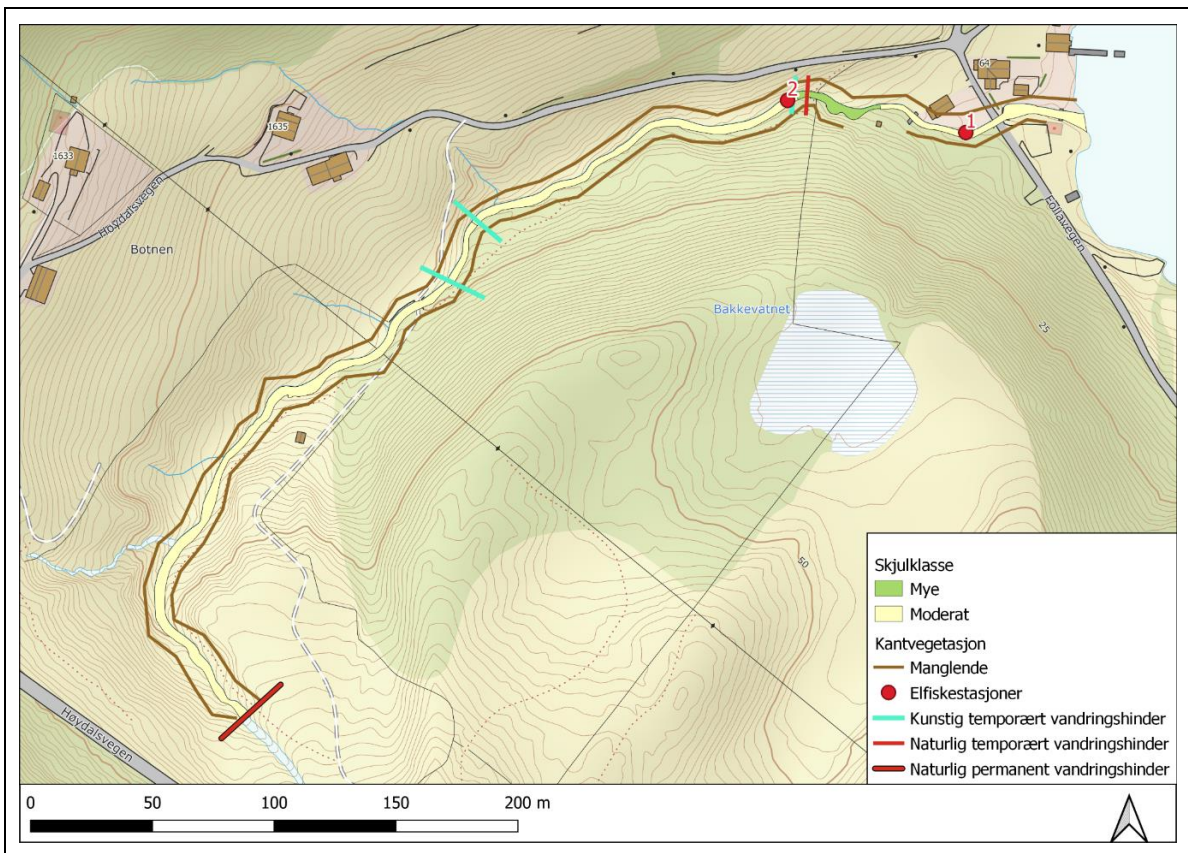 64
2
1
1635
1633
Høydalsvegen
Follavegen
Botnen
Bakkevatnet
25
50
Høydalsvegen
Skjulklasse
Mye
Moderat
Kantvegetasjon
Manglende
Elfiskestasjoner
Kunstig temporært vandringshinder
Naturlig temporært vandringshinder
Naturlig permanent vandringshinder
0 50 100 150 200 m